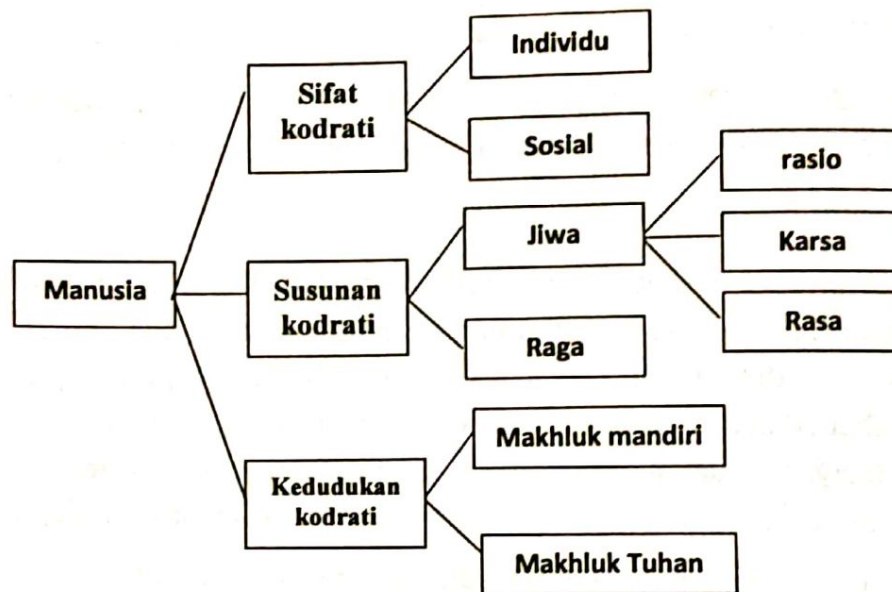 Individu
Sifat
kodrati
Sosial
rasio
Jiwa
Karsa
Manusia
Susunan
kodrati
Rasa
Raga
Makhluk mandiri
Kedudukan
kodrati
Makhluk Tuhan